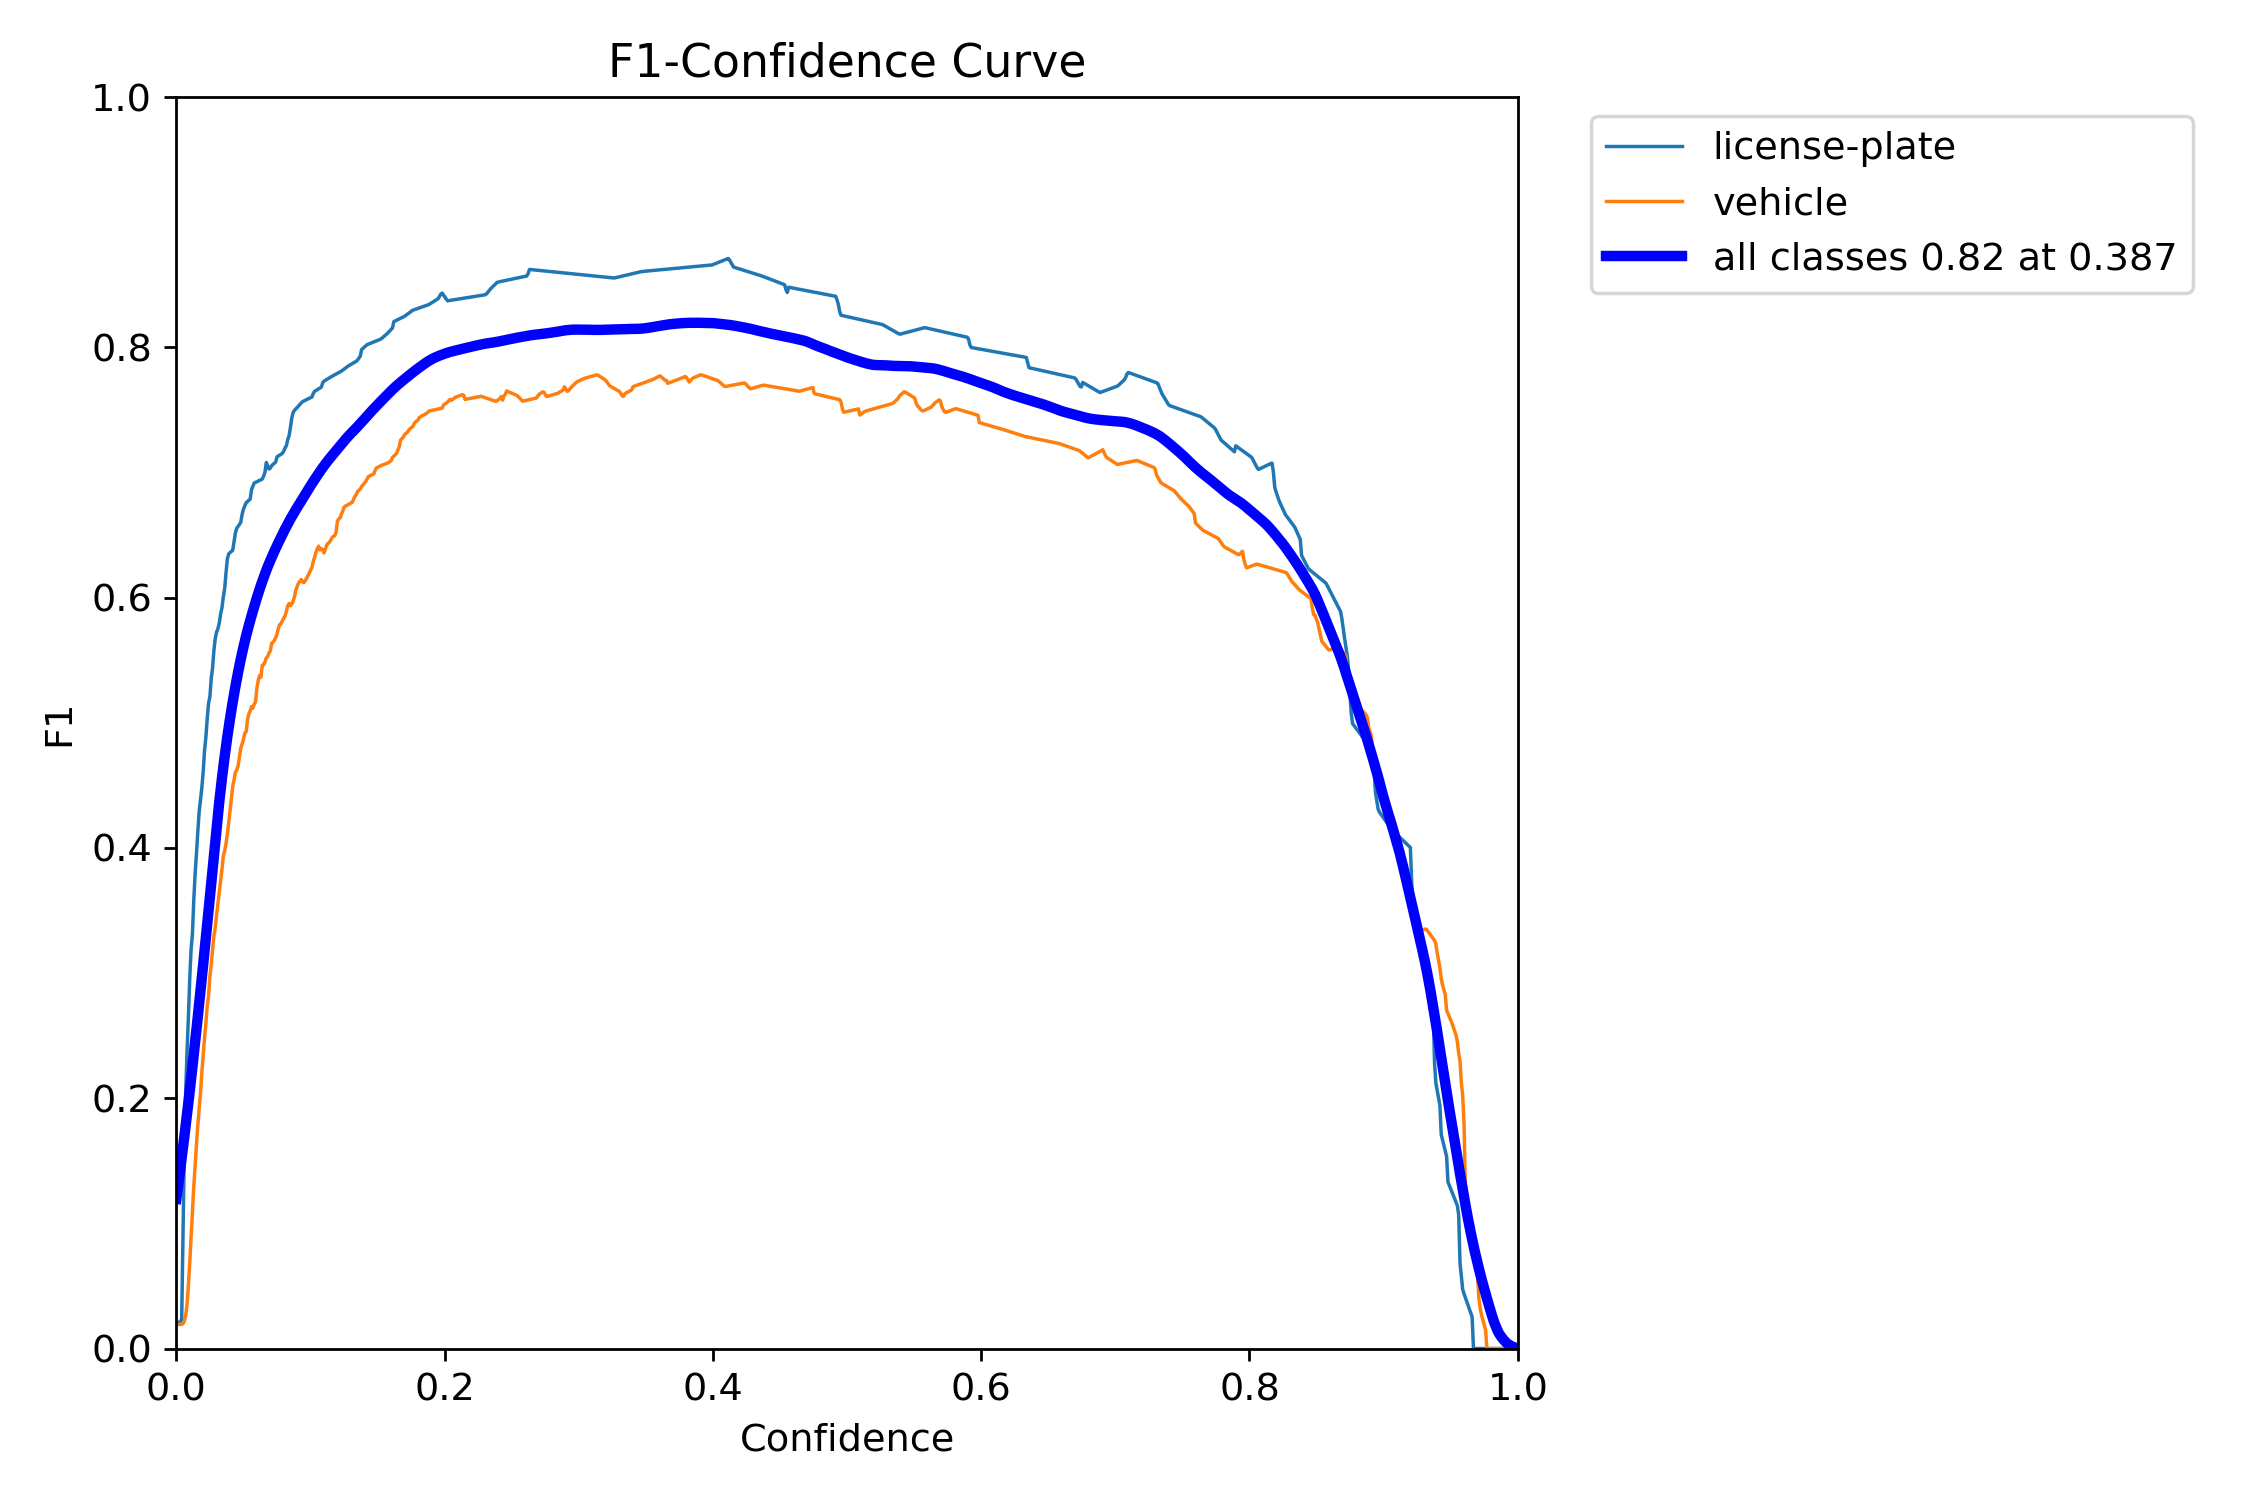 F1-Confidence Curve
1.0
0.8
0.6
0.4
0.2
0.0
F1
0.0 0.2 0.4 0.6 0.8 1.0
Confidence
license-plate
vehicle
all classes 0.82 at 0.387